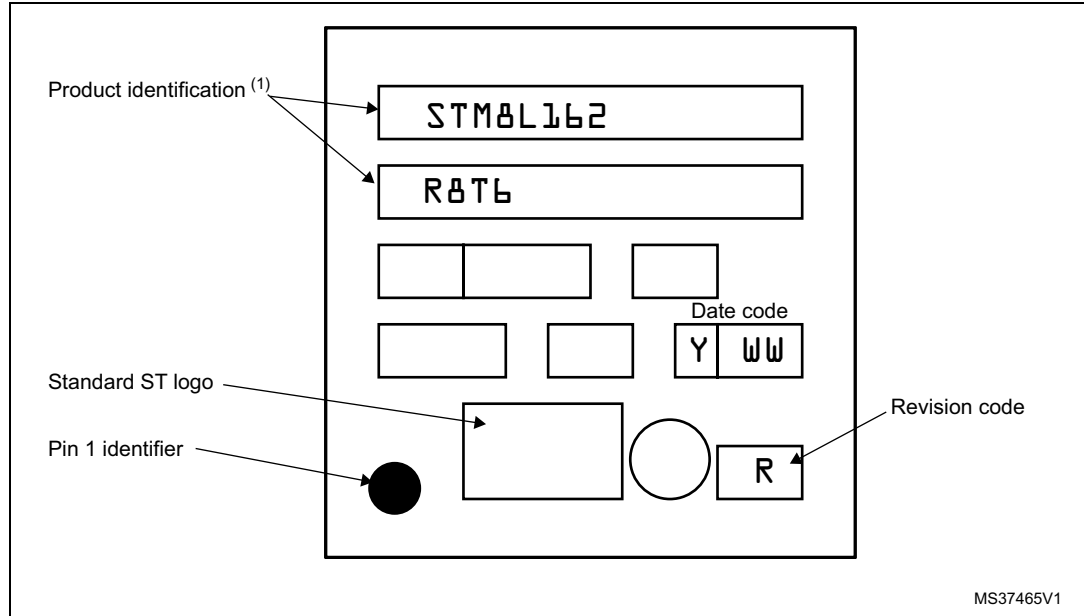 Product identification (1)
STM8L162
R8T6
Date code
Y WW
Standard ST logo
Revision code
Pin 1 identifier
R
MS37465V1